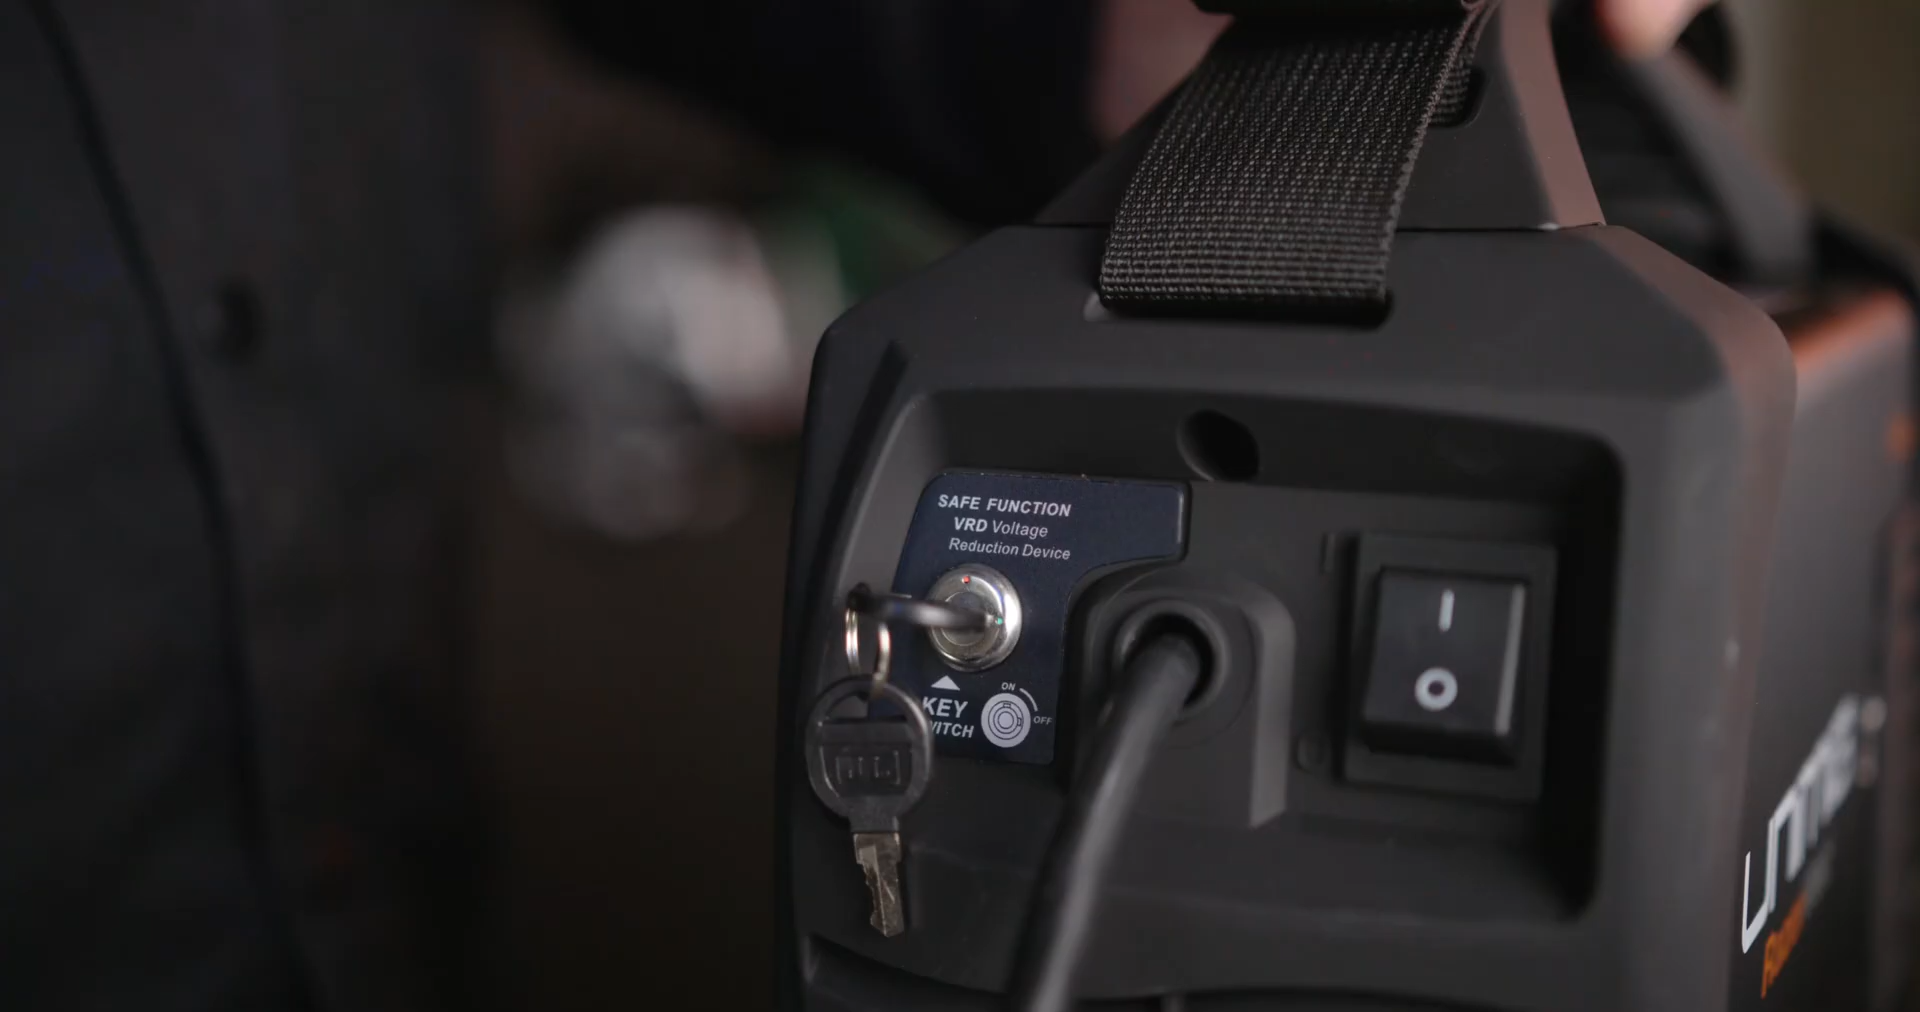 SAFE FUNCTION
VRD Voltage
Reduction Device
KEY
ON
OFF